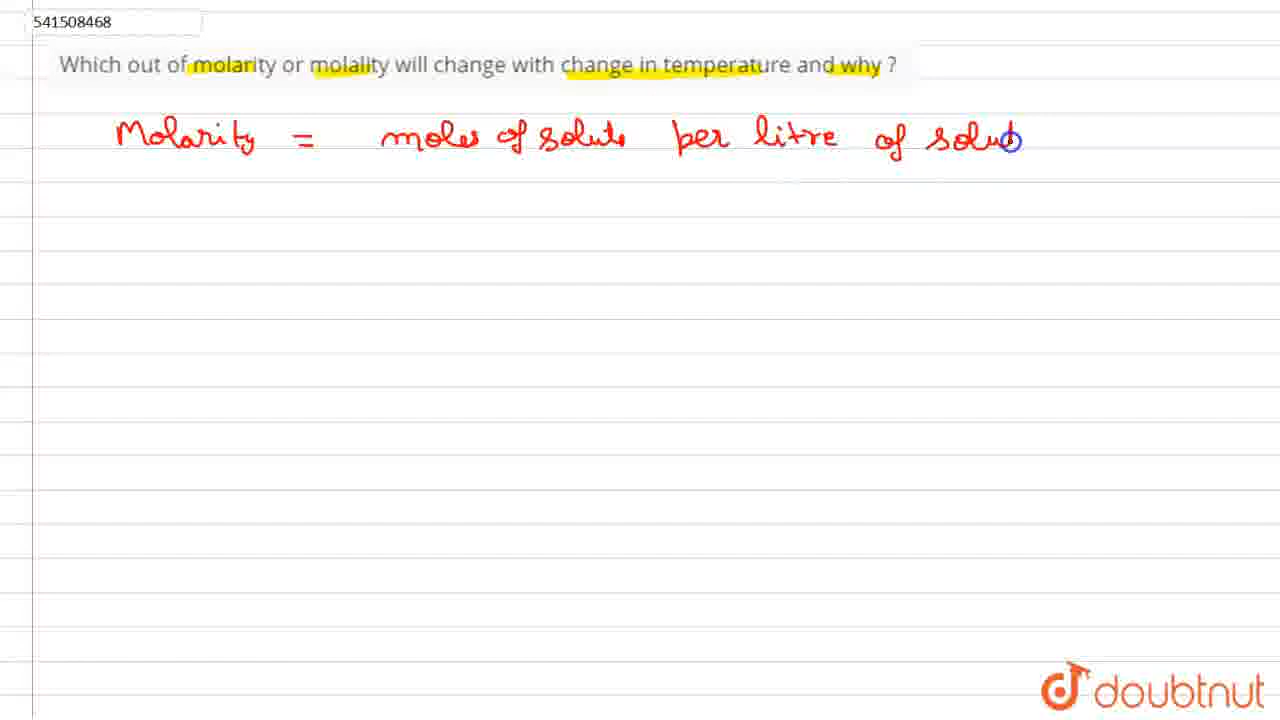 541508468
Which out of molarity or molality will change with change in temperature and why ?
Molarity = moles of solute per litre of solut
doubtnut